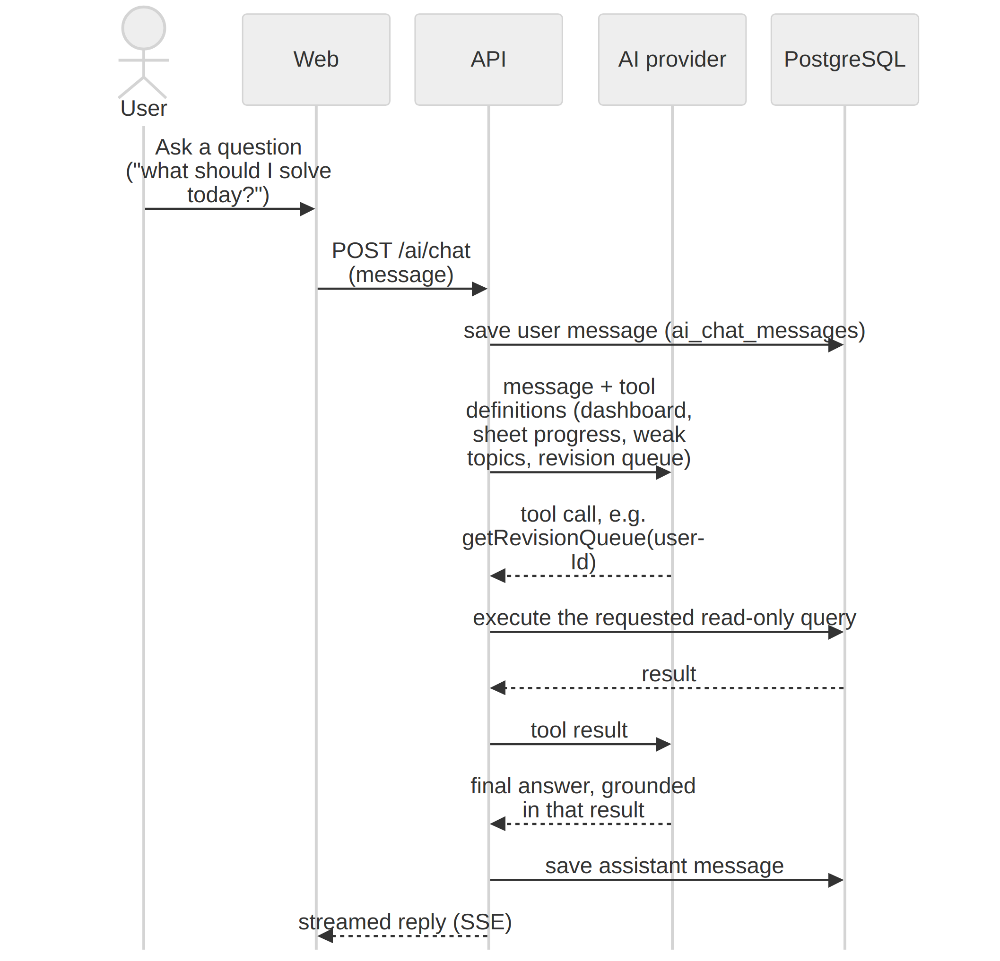 User
Web
API
AI provider
PostgreSQL
Ask a question
("what should I solve
today?")
POST /ai/chat
(message)
save user message (ai_chat_messages)
message + tool
definitions (dashboard,
sheet progress, weak
topics, revision queue)
tool call, e.g.
getRevisionQueue(user-
Id)
execute the requested read-only query
result
tool result
final answer, grounded
in that result
save assistant message
streamed reply (SSE)